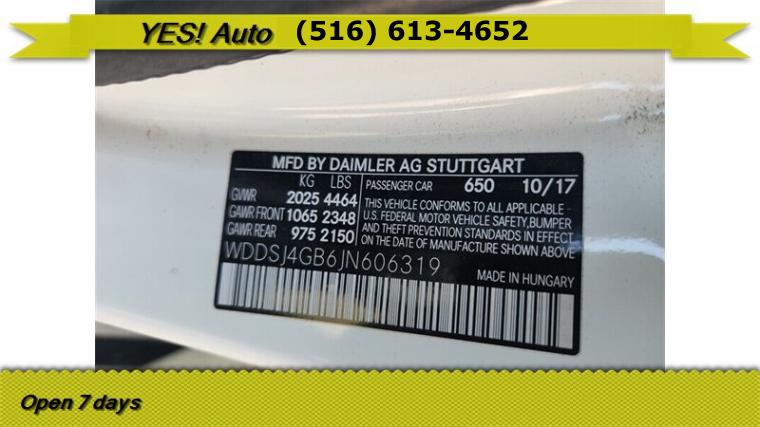 YES! Auto (516) 613-4652
MFD BY DAIMLER AG STUTTGART
KG LBS
GVWR 2025 4464
GAWR FRONT 1065 2348
GAWR REAR 975 2150
PASSENGER CAR 650 10/17
THIS VEHICLE CONFORMS TO ALL APPLICABLE
U.S. FEDERAL MOTOR VEHICLE SAFETY, BUMPER
AND THEFT PREVENTION STANDARDS IN EFFECT
ON THE DATE OF MANUFACTURE SHOWN ABOVE
WDDSJ4GB6JN606319
MADE IN HUNGARY
Open 7 days